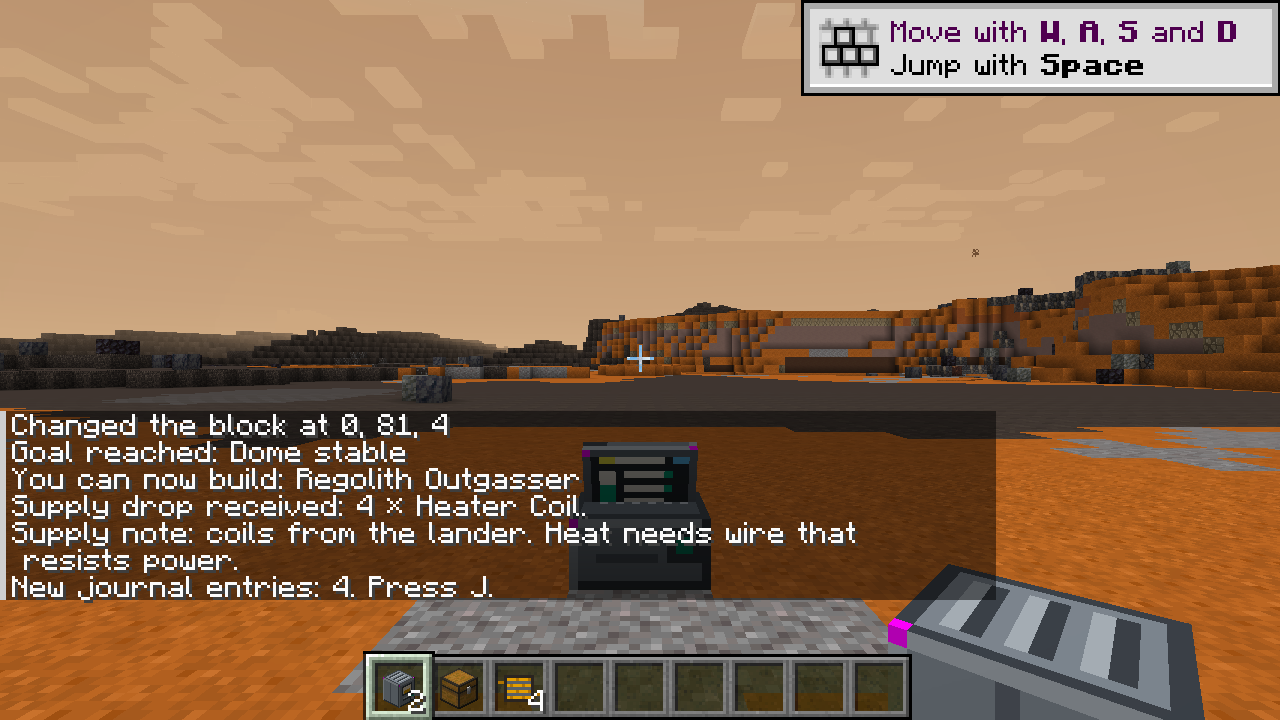 Move with W, A, S and D
Jump with Space
Changed the block at 0, 81, 4
Goal reached: Dome stable
You can now build: Regolith Outgasser
Supply drop received: 4 × Heater Coil.
Supply note: coils from the lander. Heat needs wire that
resists power.
New journal entries: 4. Press J.
2
4